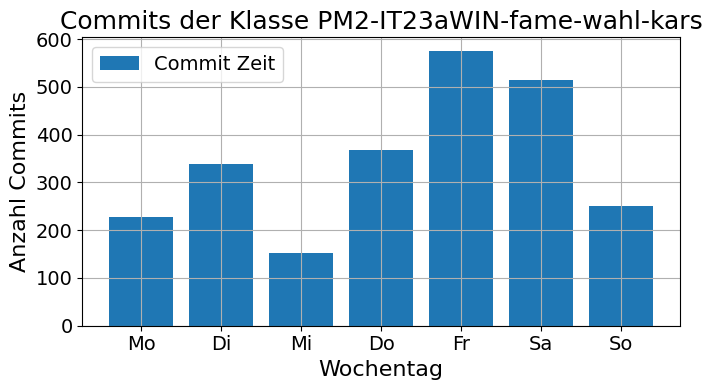 Commits der Klasse PM2-IT23aWIN-fame-wahl-kars
Commit Zeit
Anzahl Commits
600
500
400
300
200
100
0
Mo Di Mi Do Fr Sa So
Wochentag